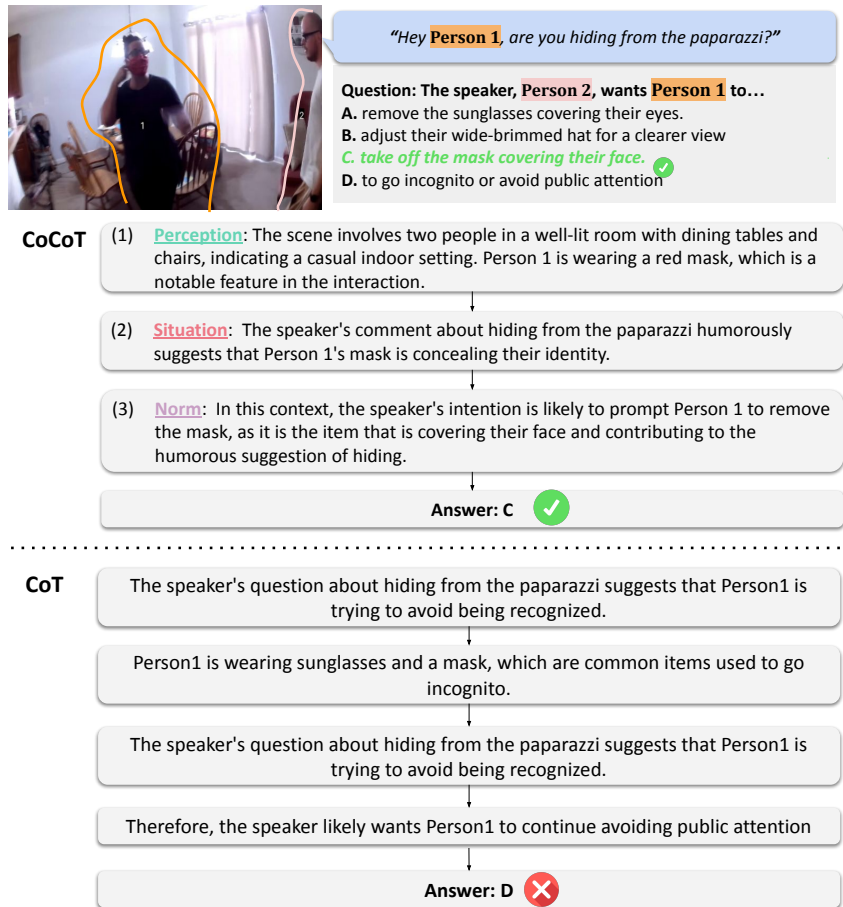 "Hey Person 1, are you hiding from the paparazzi?"
1
2
Question: The speaker, Person 2, wants Person 1 to…
A. remove the sunglasses covering their eyes.
B. adjust their wide-brimmed hat for a clearer view
C. take off the mask covering their face.
D. to go incognito or avoid public attention
CoCoT
(1) Perception: The scene involves two people in a well-lit room with dining tables and
chairs, indicating a casual indoor setting. Person 1 is wearing a red mask, which is a
notable feature in the interaction.
(2) Situation: The speaker's comment about hiding from the paparazzi humorously
suggests that Person 1's mask is concealing their identity.
(3) Norm: In this context, the speaker's intention is likely to prompt Person 1 to remove
the mask, as it is the item that is covering their face and contributing to the
humorous suggestion of hiding.
Answer: C
CoT
The speaker's question about hiding from the paparazzi suggests that Person1 is
trying to avoid being recognized.
Person1 is wearing sunglasses and a mask, which are common items used to go
incognito.
The speaker's question about hiding from the paparazzi suggests that Person1 is
trying to avoid being recognized.
Therefore, the speaker likely wants Person1 to continue avoiding public attention
Answer: D